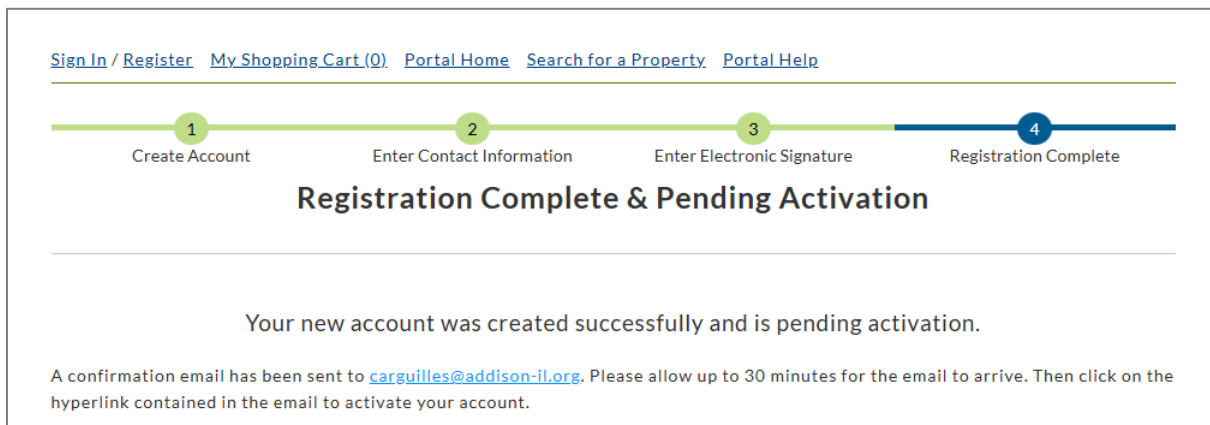 Sign In / Register My Shopping Cart (0) Portal Home Search for a Property Portal Help
1 2 3 4
Create Account Enter Contact Information Enter Electronic Signature Registration Complete
Registration Complete & Pending Activation
Your new account was created successfully and is pending activation.
A confirmation email has been sent to carguilles@addison-il.org. Please allow up to 30 minutes for the email to arrive. Then click on the
hyperlink contained in the email to activate your account.